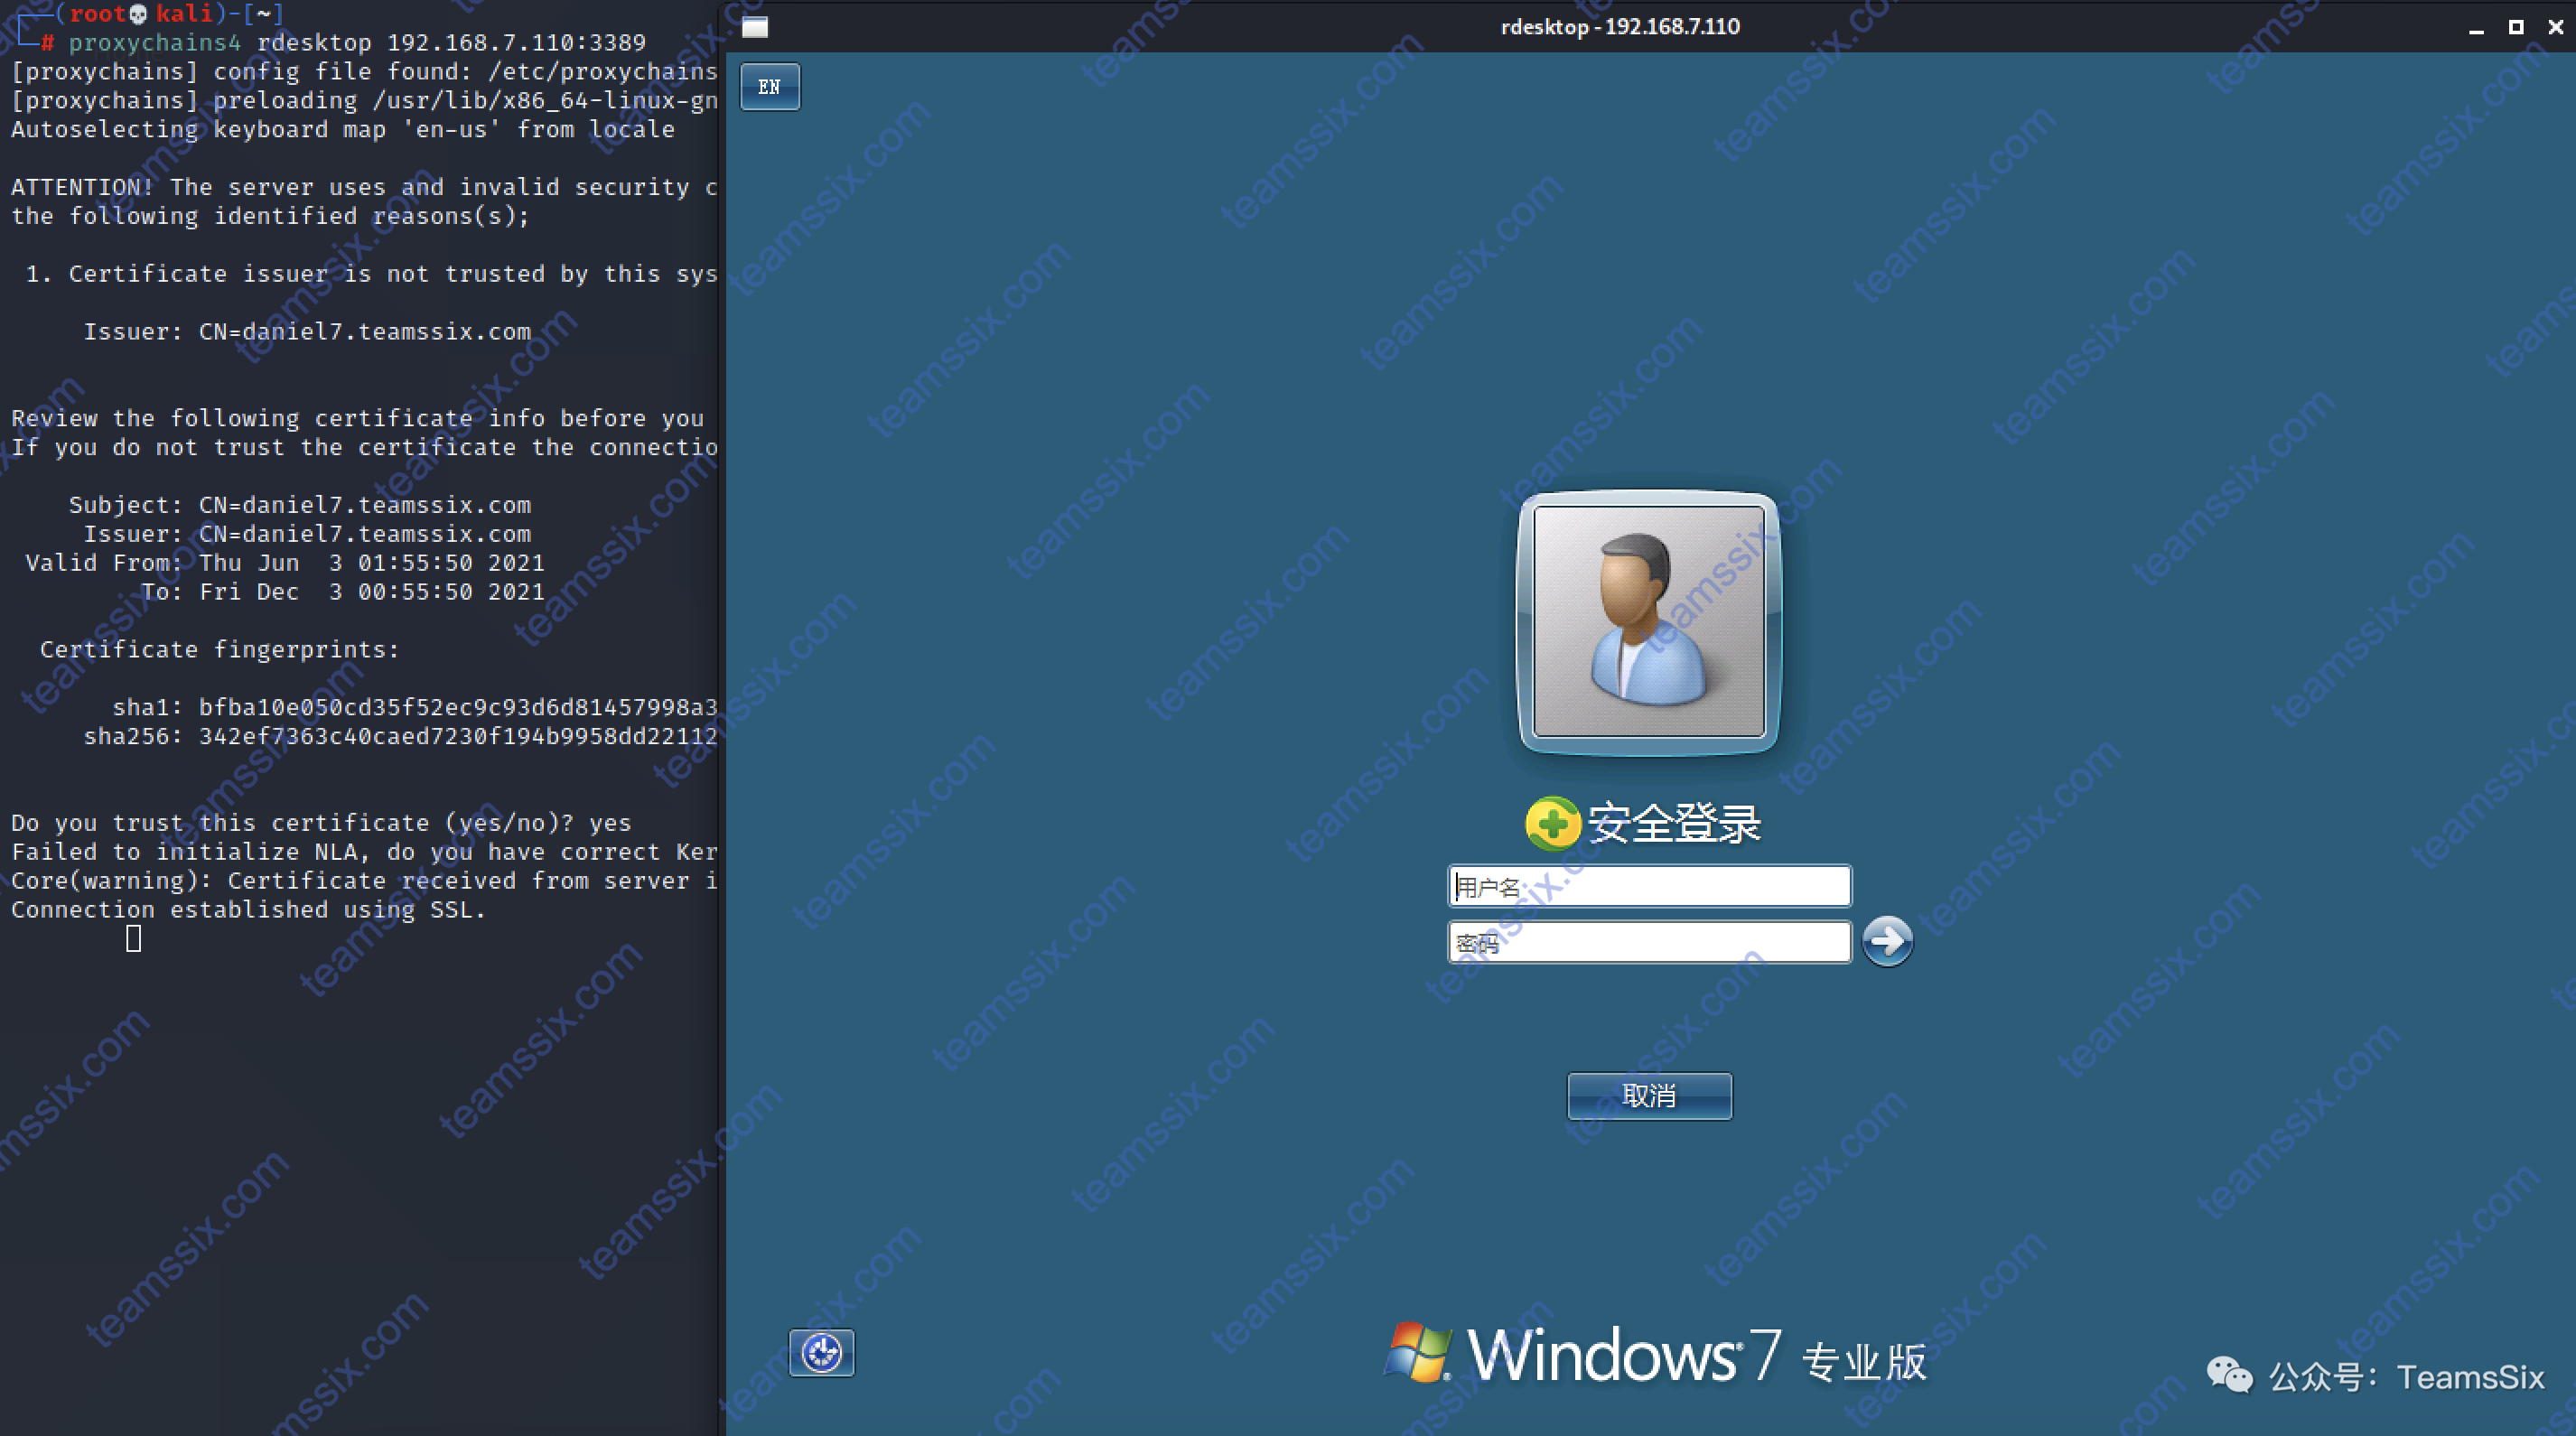 (root💀kali)-[~]
# proxychains4 rdesktop 192.168.7.110:3389
[proxychains] config file found: /etc/proxychains
[proxychains] preloading /usr/lib/x86_64-linux-gn
Autoselecting keyboard map 'en-us' from locale
ATTENTION! The server uses and invalid security c
the following identified reasons(s);
1. Certificate issuer is not trusted by this sys
Issuer: CN=daniel7.teamssix.com
Review the following certificate info before you
If you do not trust the certificate the connectio
Subject: CN=daniel7.teamssix.com
Issuer: CN=daniel7.teamssix.com
Valid From: Thu Jun  3 01:55:50 2021
To: Fri Dec  3 00:55:50 2021
Certificate fingerprints:
sha1: bfba10e050cd35f52ec9c93d6d81457998a3
sha256: 342ef7363c40caed7230f194b9958dd22112
Do you trust this certificate (yes/no)? yes
Failed to initialize NLA, do you have correct Ker
Core(warning): Certificate received from server i
Connection established using SSL.
rdesktop - 192.168.7.110
EN
安全登录
用户名
密码
取消
Windows 7 专业版
公众号：TeamsSix
teamssix.com